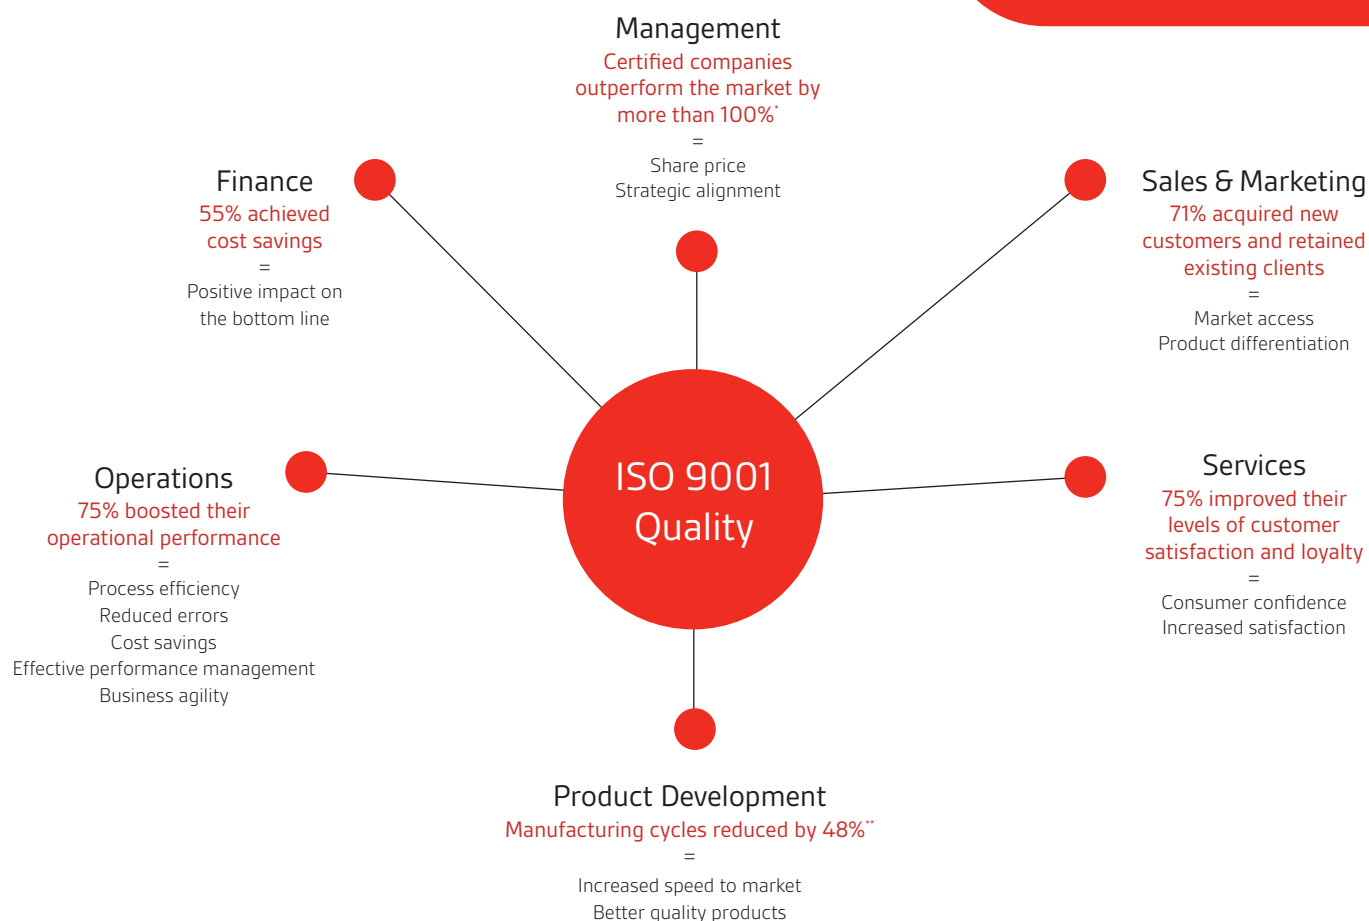 Management
Certified companies
outperform the market by
more than 100%*
=
Share price
Strategic alignment
Finance
55% achieved
cost savings
=
Positive impact on
the bottom line
Sales & Marketing
71% acquired new
customers and retained
existing clients
=
Market access
Product differentiation
Operations
75% boosted their
operational performance
=
Process efficiency
Reduced errors
Cost savings
Effective performance management
Business agility
ISO 9001
Quality
Services
75% improved their
levels of customer
satisfaction and loyalty
=
Consumer confidence
Increased satisfaction
Product Development
Manufacturing cycles reduced by 48%**
=
Increased speed to market
Better quality products